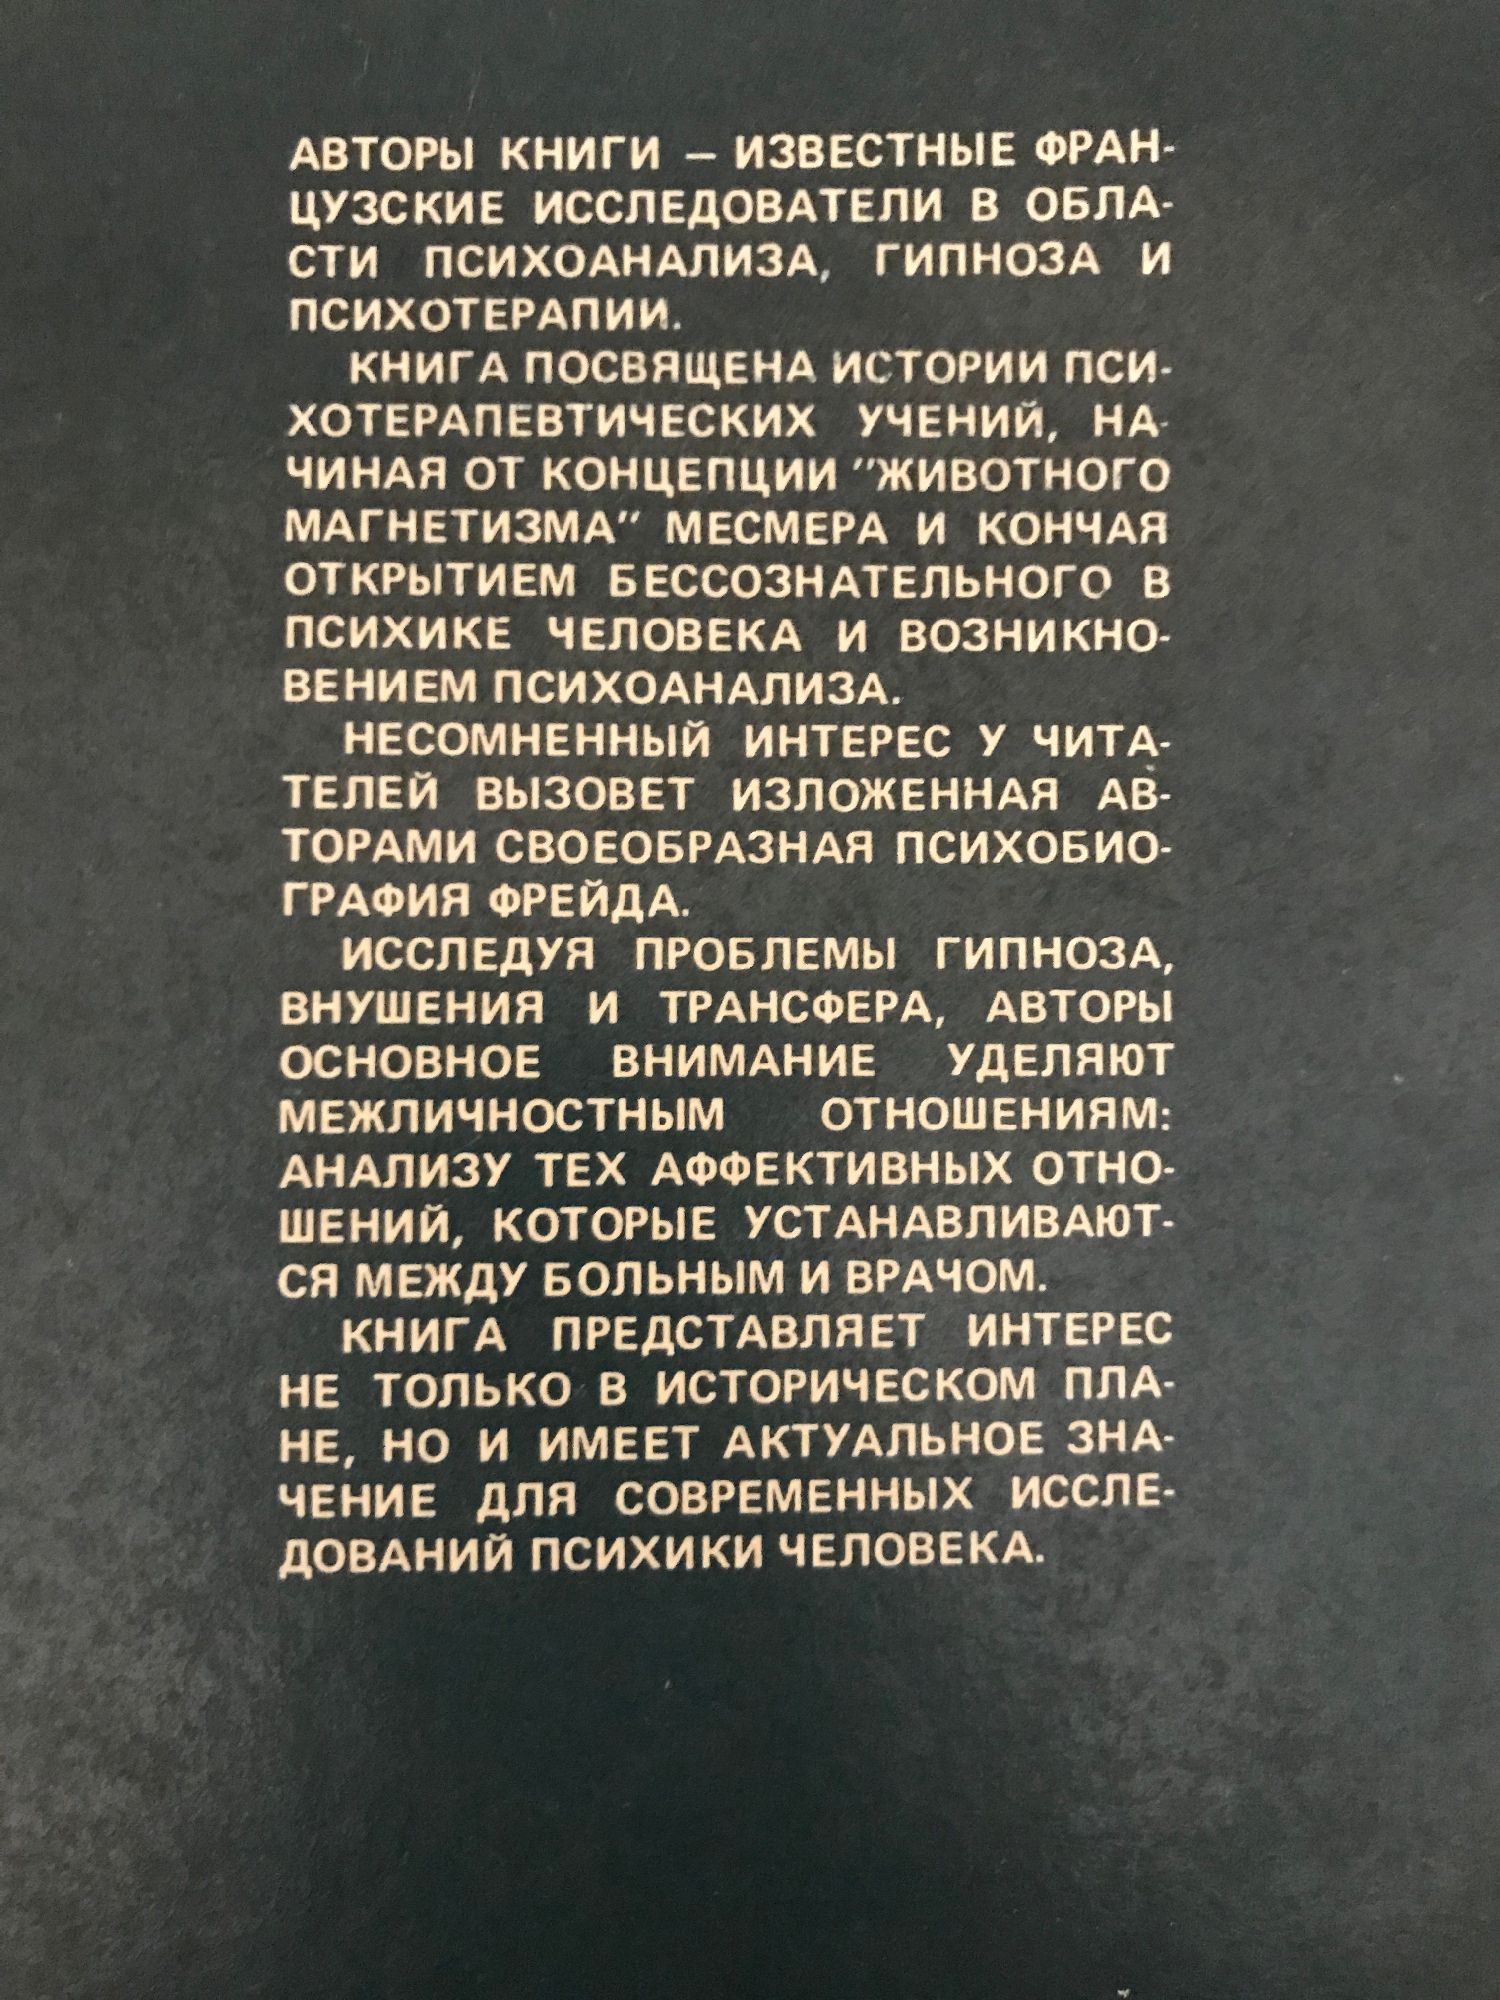 АВТОРЫ КНИГИ — ИЗВЕСТНЫЕ ФРАН-
ЦУЗСКИЕ ИССЛЕДОВАТЕЛИ В ОБЛА-
СТИ ПСИХОАНАЛИЗА, ГИПНОЗА И
ПСИХОТЕРАПИИ.
КНИГА ПОСВЯЩЕНА ИСТОРИИ ПСИ-
ХОТЕРАПЕВТИЧЕСКИХ УЧЕНИЙ, НА-
ЧИНАЯ ОТ КОНЦЕПЦИИ "ЖИВОТНОГО
МАГНЕТИЗМА" МЕСМЕРА И КОНЧАЯ
ОТКРЫТИЕМ БЕССОЗНАТЕЛЬНОГО В
ПСИХИКЕ ЧЕЛОВЕКА И ВОЗНИКНО-
ВЕНИЕМ ПСИХОАНАЛИЗА.
НЕСОМНЕННЫЙ ИНТЕРЕС У ЧИТА-
ТЕЛЕЙ ВЫЗОВЕТ ИЗЛОЖЕННАЯ АВ-
ТОРАМИ СВОЕОБРАЗНАЯ ПСИХОБИО-
ГРАФИЯ ФРЕЙДА.
ИССЛЕДУЯ ПРОБЛЕМЫ ГИПНОЗА,
ВНУШЕНИЯ И ТРАНСФЕРА, АВТОРЫ
ОСНОВНОЕ ВНИМАНИЕ УДЕЛЯЮТ
МЕЖЛИЧНОСТНЫМ ОТНОШЕНИЯМ:
АНАЛИЗУ ТЕХ АФФЕКТИВНЫХ ОТНО-
ШЕНИЙ, КОТОРЫЕ УСТАНАВЛИВАЮТ-
СЯ МЕЖДУ БОЛЬНЫМ И ВРАЧОМ.
КНИГА ПРЕДСТАВЛЯЕТ ИНТЕРЕС
НЕ ТОЛЬКО В ИСТОРИЧЕСКОМ ПЛА-
НЕ, НО И ИМЕЕТ АКТУАЛЬНОЕ ЗНА-
ЧЕНИЕ ДЛЯ СОВРЕМЕННЫХ ИССЛЕ-
ДОВАНИЙ ПСИХИКИ ЧЕЛОВЕКА.